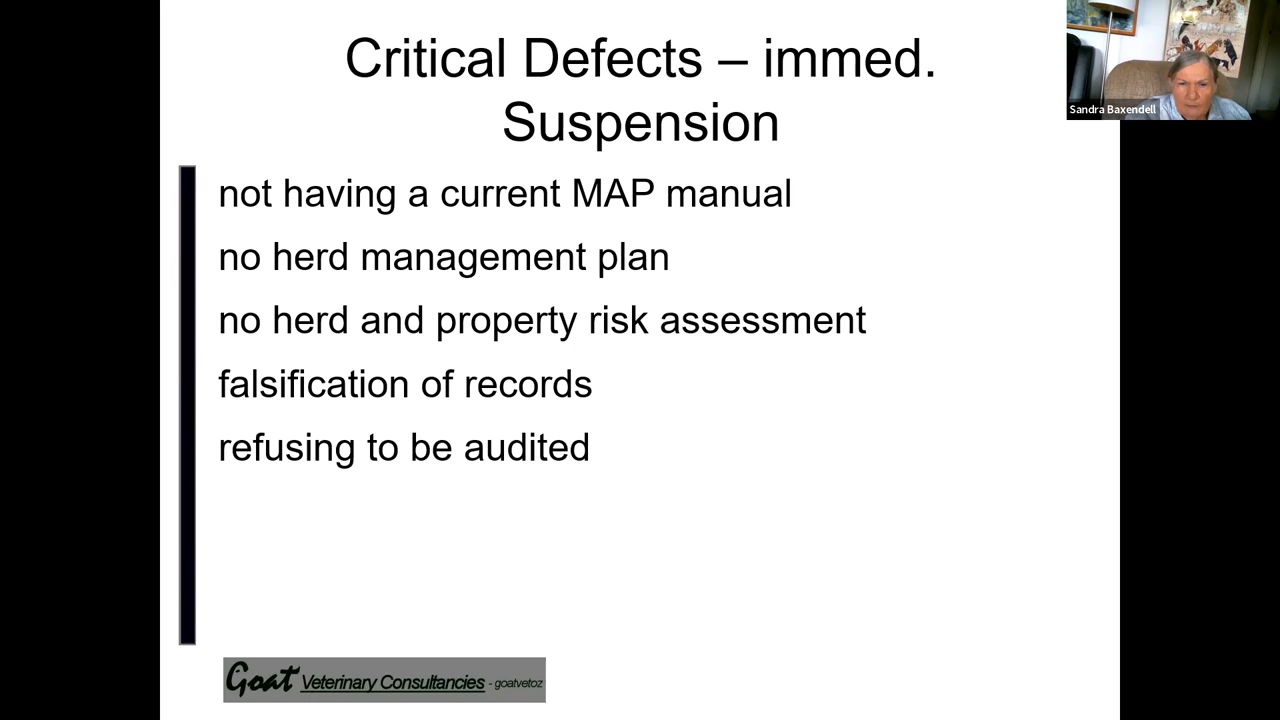 Critical Defects – immed.
Suspension
Sandra Baxendell
not having a current MAP manual
no herd management plan
no herd and property risk assessment
falsification of records
refusing to be audited
Goat Veterinary Consultancies - goatvetoz